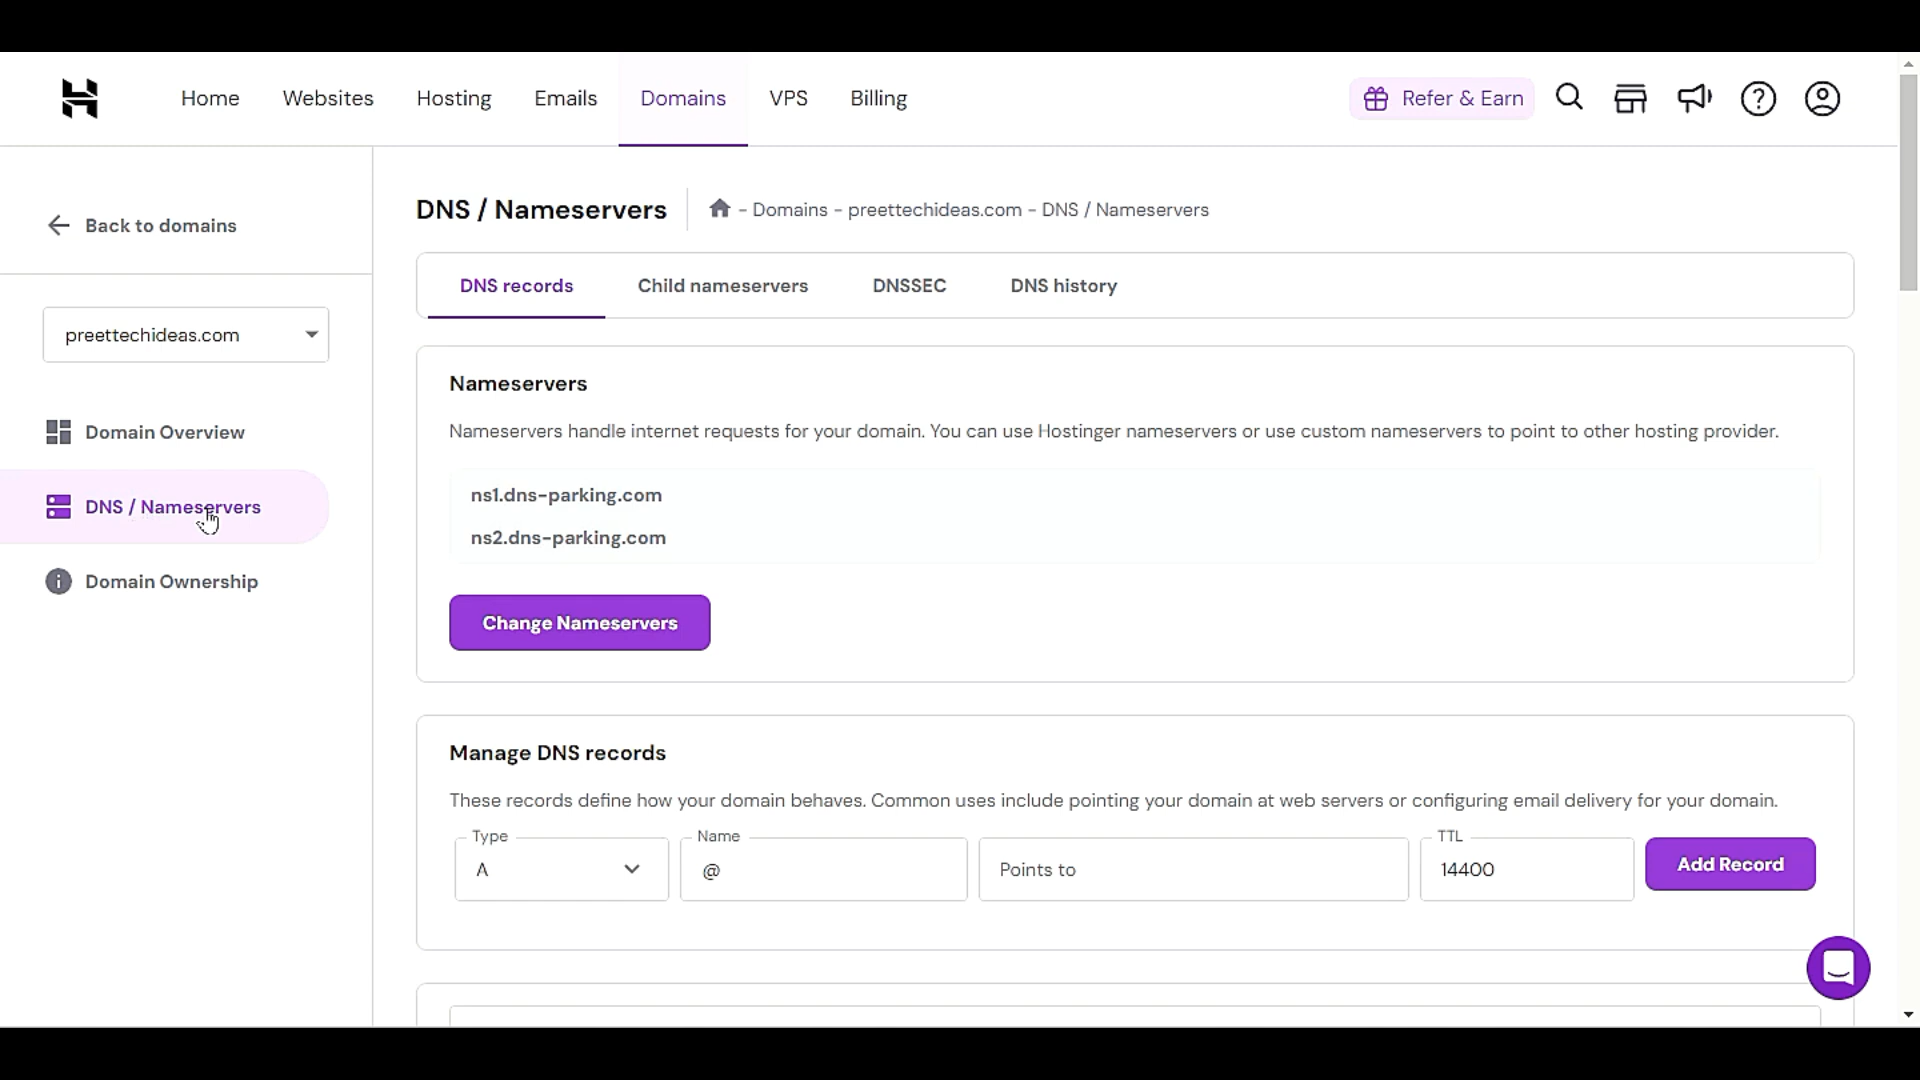 Home Websites Hosting Emails Domains VPS Billing Refer & Earn
Back to domains
preettechideas.com
Domain Overview
DNS / Nameservers
Domain Ownership
DNS / Nameservers
- Domains - preettechideas.com - DNS / Nameservers
DNS records Child nameservers DNSSEC DNS history
Nameservers
Nameservers handle internet requests for your domain. You can use Hostinger nameservers or use custom nameservers to point to other hosting provider.
ns1.dns-parking.com
ns2.dns-parking.com
Change Nameservers
Manage DNS records
These records define how your domain behaves. Common uses include pointing your domain at web servers or configuring email delivery for your domain.
Type Name TTL
A @ Points to 14400 Add Record